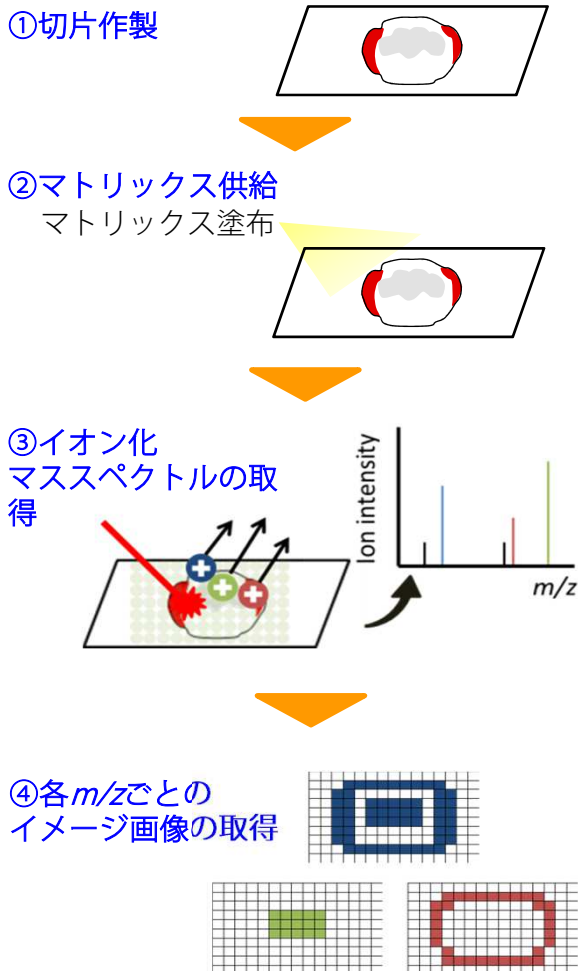 ①切片作製
②マトリックス供給
マトリックス塗布
③イオン化
マススペクトルの取
得
Ion intensity
m/z
④各m/zごとの
イメージ画像の取得